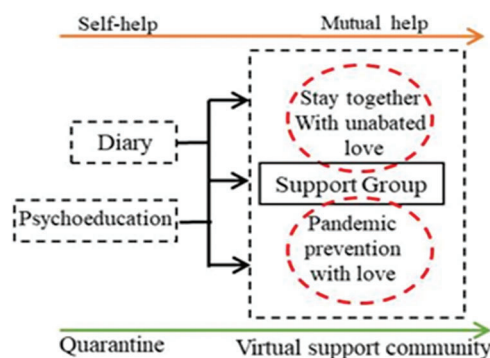 Self-help
Mutual help
Stay together
With unabated
love
Diary
Support Group
Psychoeducation
Pandemic
prevention
with love
Quarantine
Virtual support community